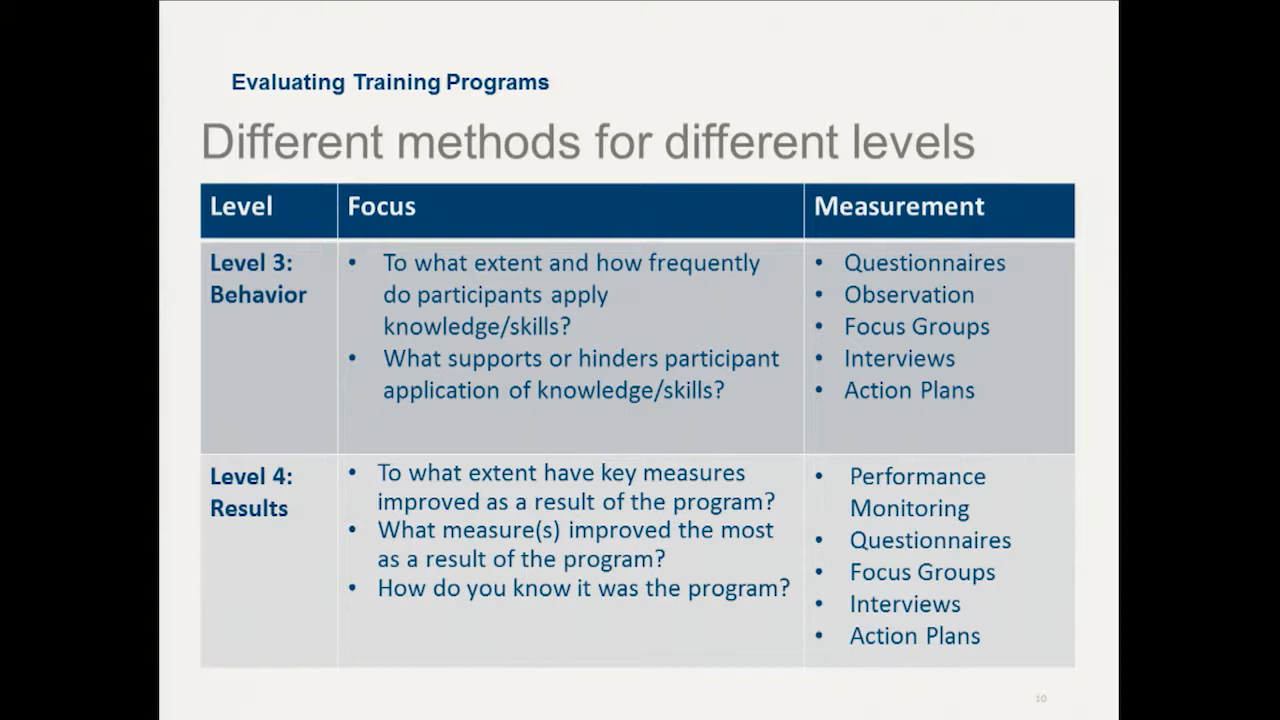 Evaluating Training Programs
Different methods for different levels
Level Focus Measurement
Level 3:
Behavior
• To what extent and how frequently
do participants apply
knowledge/skills?
• What supports or hinders participant
application of knowledge/skills?
• Questionnaires
• Observation
• Focus Groups
• Interviews
• Action Plans
Level 4:
Results
• To what extent have key measures
improved as a result of the program?
• What measure(s) improved the most
as a result of the program?
• How do you know it was the program?
• Performance
Monitoring
• Questionnaires
• Focus Groups
• Interviews
• Action Plans
10